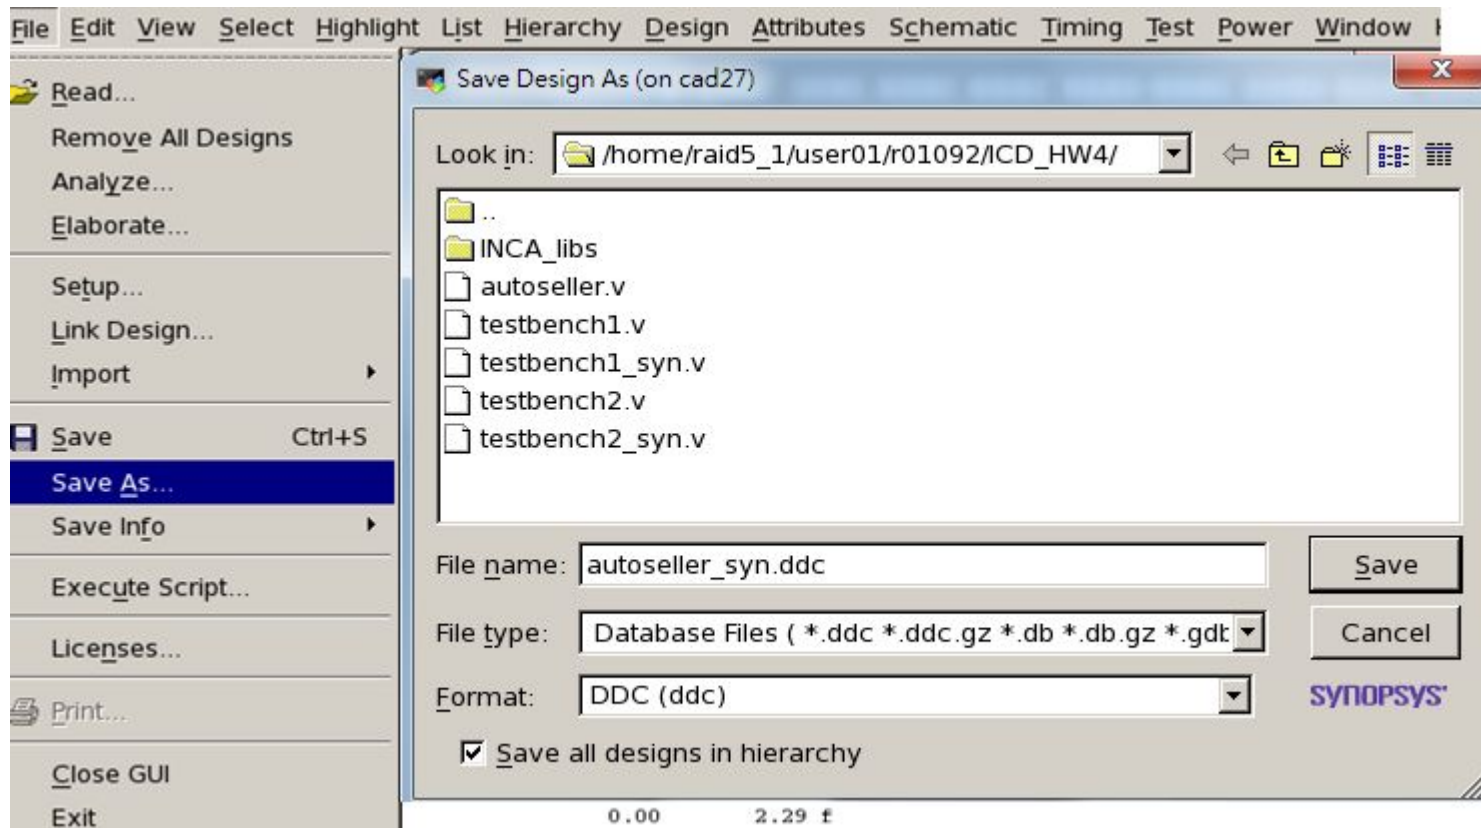 File Edit View Select Highlight List Hierarchy Design Attributes Schematic Timing Test Power Window
Read...
Remove All Designs
Analyze...
Elaborate...
Setup...
Link Design...
Import
Save Ctrl+S
Save As...
Save Info
Execute Script...
Licenses...
Print...
Close GUI
Exit
Save Design As (on cad27)
X
Look in: /home/raid5_1/user01/r01092/ICD_HW4/
..
INCA_libs
autoseller.v
testbench1.v
testbench1_syn.v
testbench2.v
testbench2_syn.v
File name: autoseller_syn.ddc Save
File type: Database Files ( *.ddc *.ddc.gz *.db *.db.gz *.gdb Cancel
Format: DDC (ddc) SYNOPSYS
Save all designs in hierarchy
0.00 2.29 f